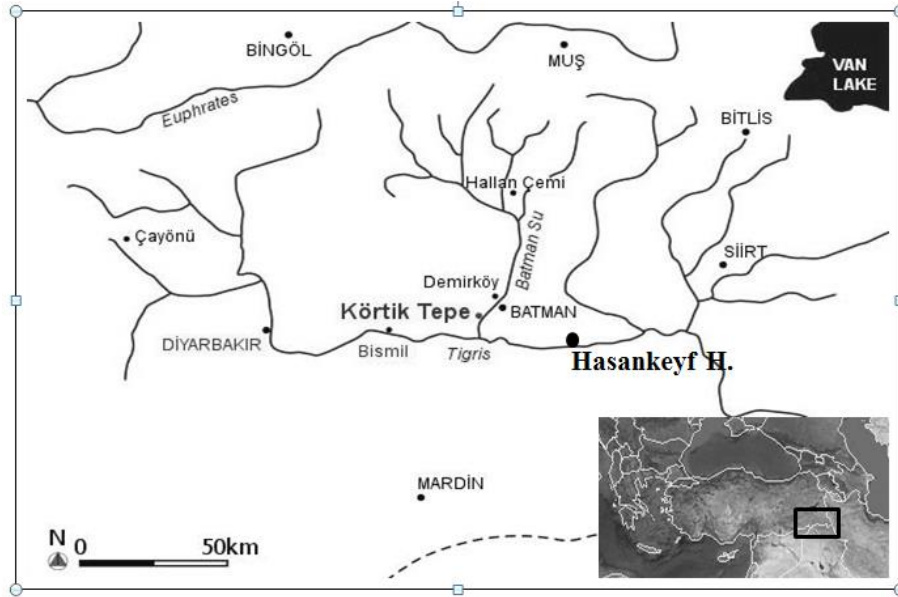 BİNGÖL
MUŞ
VAN
LAKE
Euphrates
BİTLİS
Hallan Çemi
Çayönü
Batman Su
SİİRT
Demirköy
Körtik Tepe
BATMAN
DİYARBAKIR
Bismil
Tigris
Hasankeyf H.
MARDİN
N
0
50km